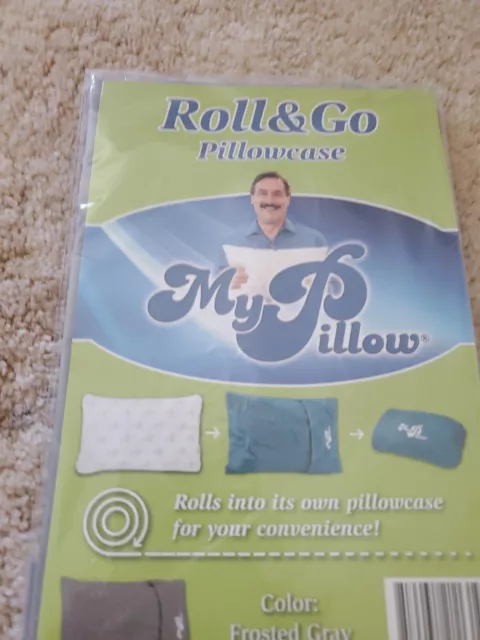 Roll&Go
Pillowcase
MyPillow®
Rolls into its own pillowcase
for your convenience!
Color:
Frosted Gray